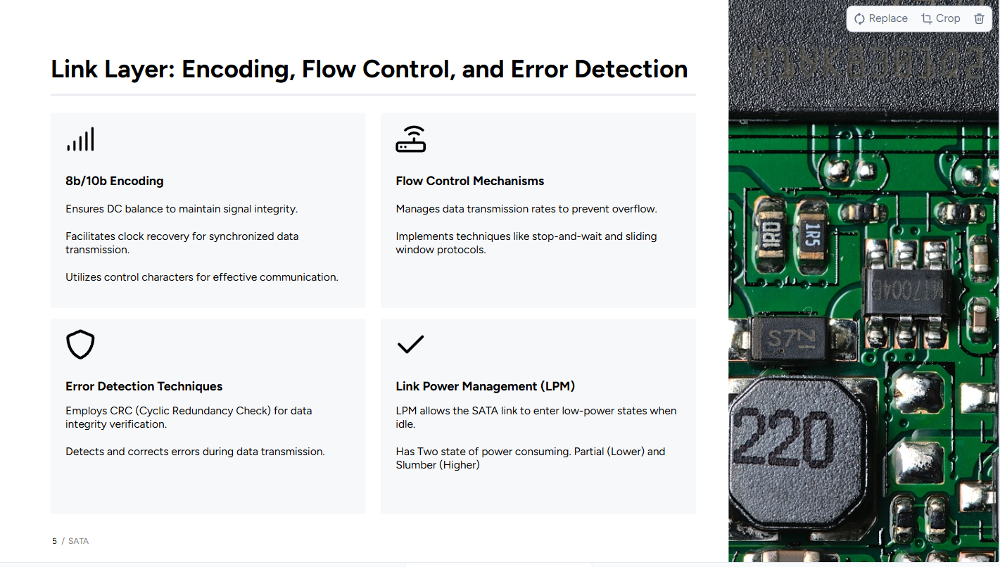 Replace Crop
Link Layer: Encoding, Flow Control, and Error Detection
8b/10b Encoding
Ensures DC balance to maintain signal integrity.
Facilitates clock recovery for synchronized data
transmission.
Utilizes control characters for effective communication.
Flow Control Mechanisms
Manages data transmission rates to prevent overflow.
Implements techniques like stop-and-wait and sliding
window protocols.
Error Detection Techniques
Employs CRC (Cyclic Redundancy Check) for data
integrity verification.
Detects and corrects errors during data transmission.
Link Power Management (LPM)
LPM allows the SATA link to enter low-power states when
idle.
Has Two state of power consuming. Partial (Lower) and
Slumber (Higher)
5 / SATA
1R0
1R5
S7
220